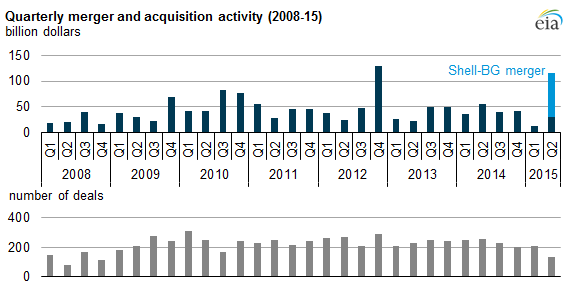 Quarterly merger and acquisition activity (2008-15)
billion dollars
eia
150
100
50
0
Shell-BG merger
Q1 Q2 Q3 Q4 Q1 Q2 Q3 Q4 Q1 Q2 Q3 Q4 Q1 Q2 Q3 Q4 Q1 Q2 Q3 Q4 Q1 Q2 Q3 Q4 Q1 Q2 Q3 Q4 Q1 Q2
2008 2009 2010 2011 2012 2013 2014 2015
number of deals
400
200
0